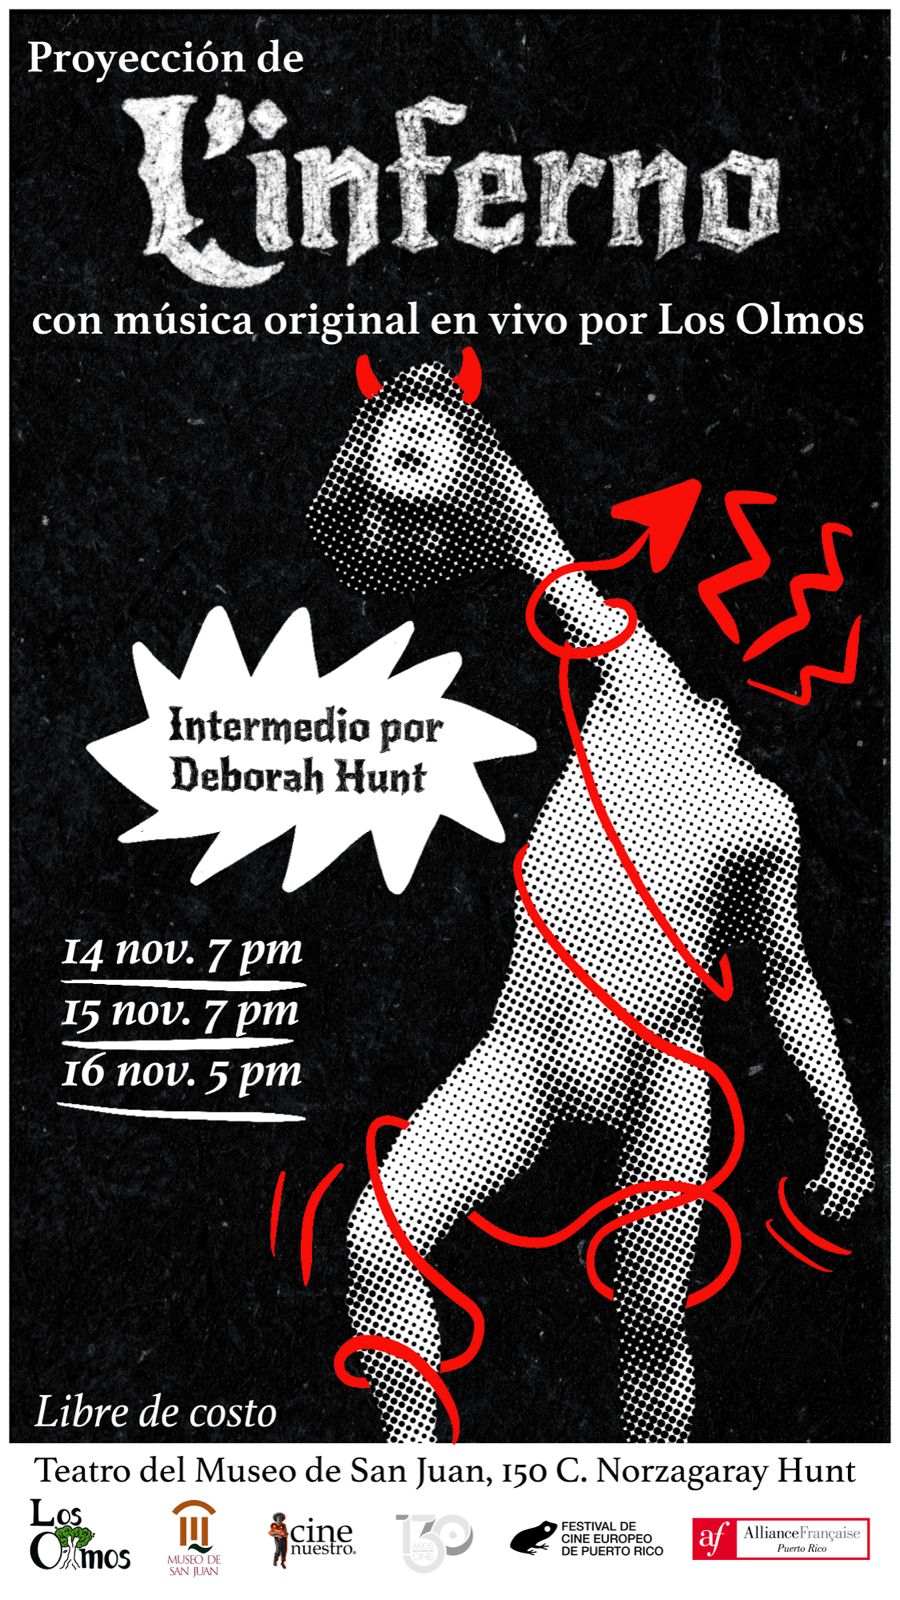 Proyección de
L'inferno
con música original en vivo por Los Olmos
Intermedio por
Deborah Hunt
14 nov. 7 pm
15 nov. 7 pm
16 nov. 5 pm
Libre de costo
Teatro del Museo de San Juan, 150 C. Norzagaray Hunt
Los
Olmos
MUSEO DE
SAN JUAN
cine
nuestro.
130
AÑOS
CINE
FESTIVAL DE
CINE EUROPEO
DE PUERTO RICO
af
AllianceFrançaise
Puerto Rico